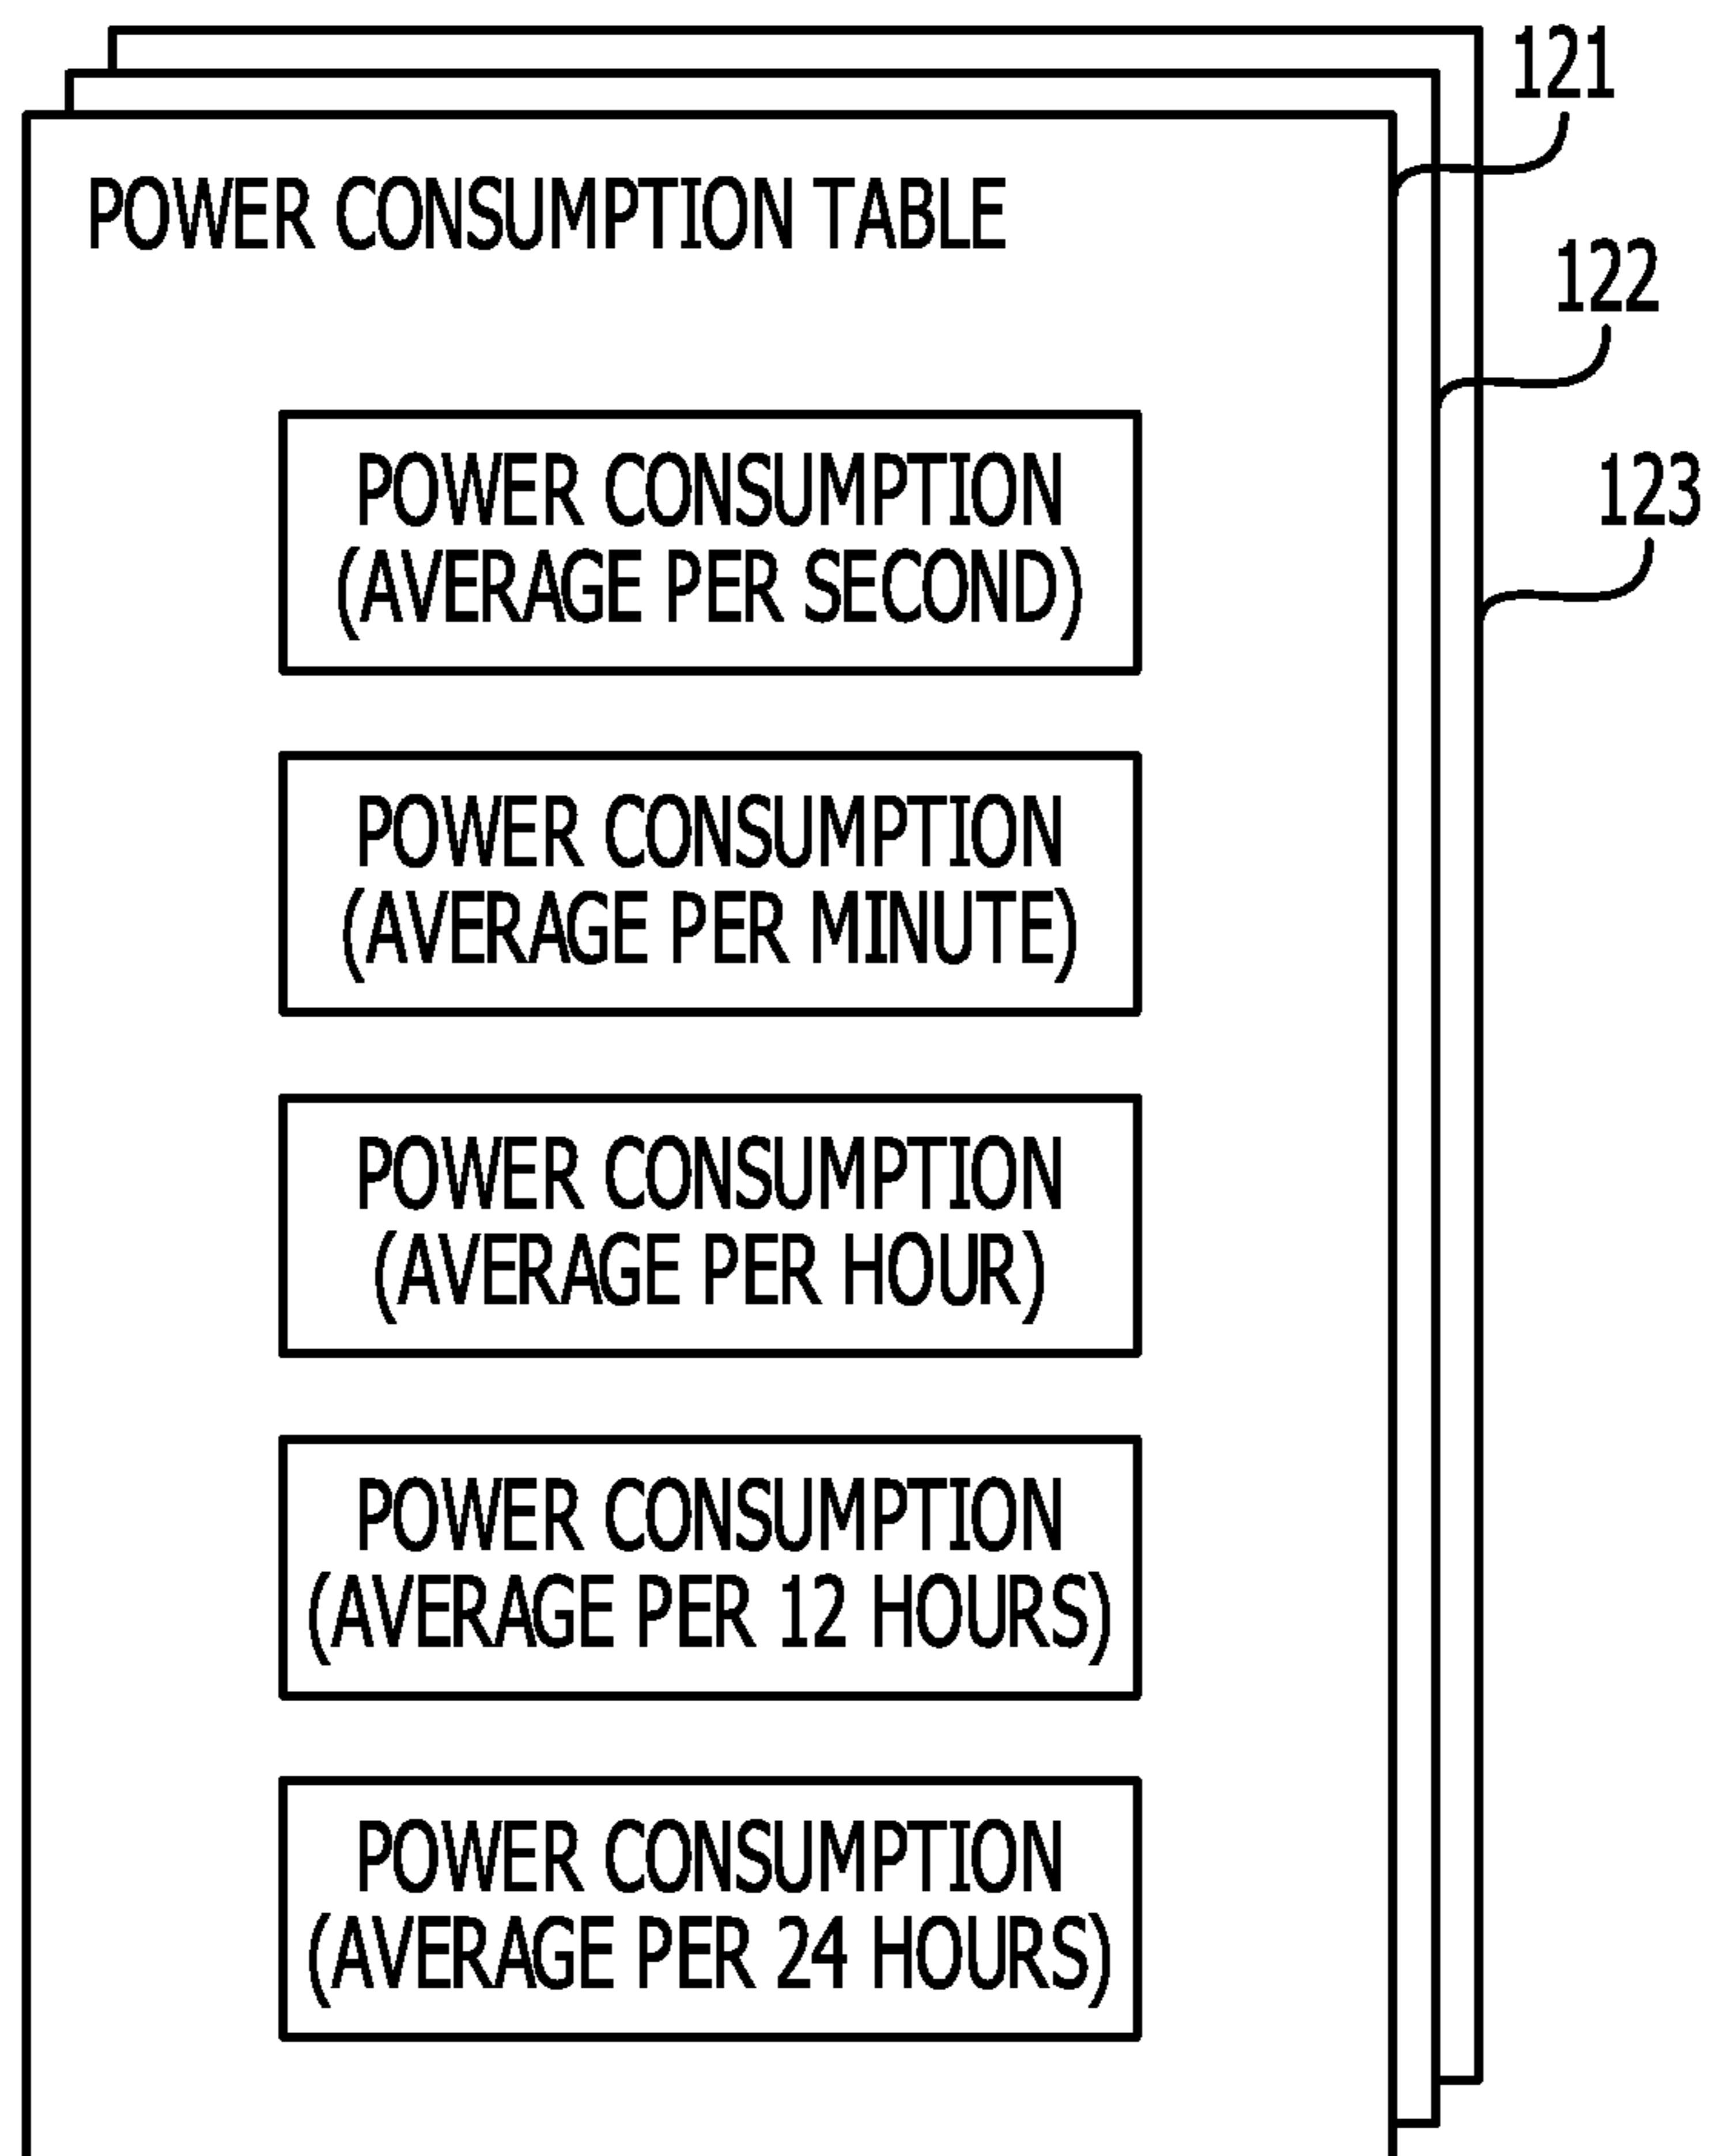 121
POWER CONSUMPTION TABLE
122
POWER CONSUMPTION
(AVERAGE PER SECOND)
123
POWER CONSUMPTION
(AVERAGE PER MINUTE)
POWER CONSUMPTION
(AVERAGE PER HOUR)
POWER CONSUMPTION
(AVERAGE PER 12 HOURS)
POWER CONSUMPTION
(AVERAGE PER 24 HOURS)